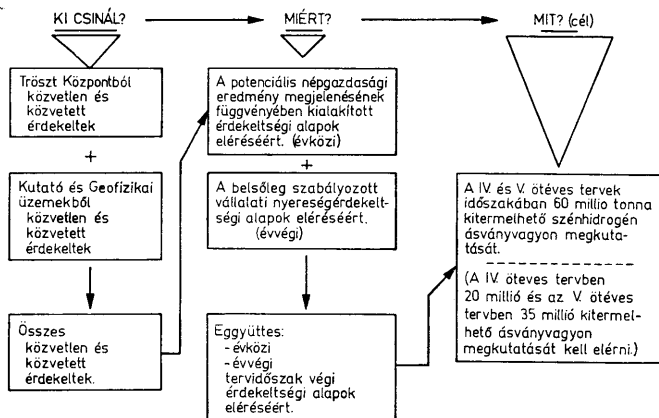 KI CSINÁL?
MIÉRT?
MIT? (cél)
Tröszt Központból
közvetlen és
közvetett
érdekeltek
+
Kutató és Geofizikai
üzemekből
közvetlen és
közvetett
érdekeltek
Összes
közvetlen és
közvetett
érdekeltek.
A potenciális népgazdasági
eredmény megjelenésének
függvényében kialakított
érdekeltségi alapok
eléréséért. (évközi)
+
A belsőleg szabályozott
vállalati nyereségérdekelt-
ségi alapok eléréséért.
(évvégi)
Eggyüttes:
- évközi
- évvégi
tervidőszak végi
érdekeltségi alapok
eléréséért.
A IV. és V. ötéves tervek
időszakában 60 millio tonna
kitermelhető szénhidrogén
ásványvagyon megkuta-
tását.
(A IV. öteves tervben
20 millió és az V. ötéves
tervben 35 millió kitermel-
hető ásványvagyon
megkutatását kell elérni.)